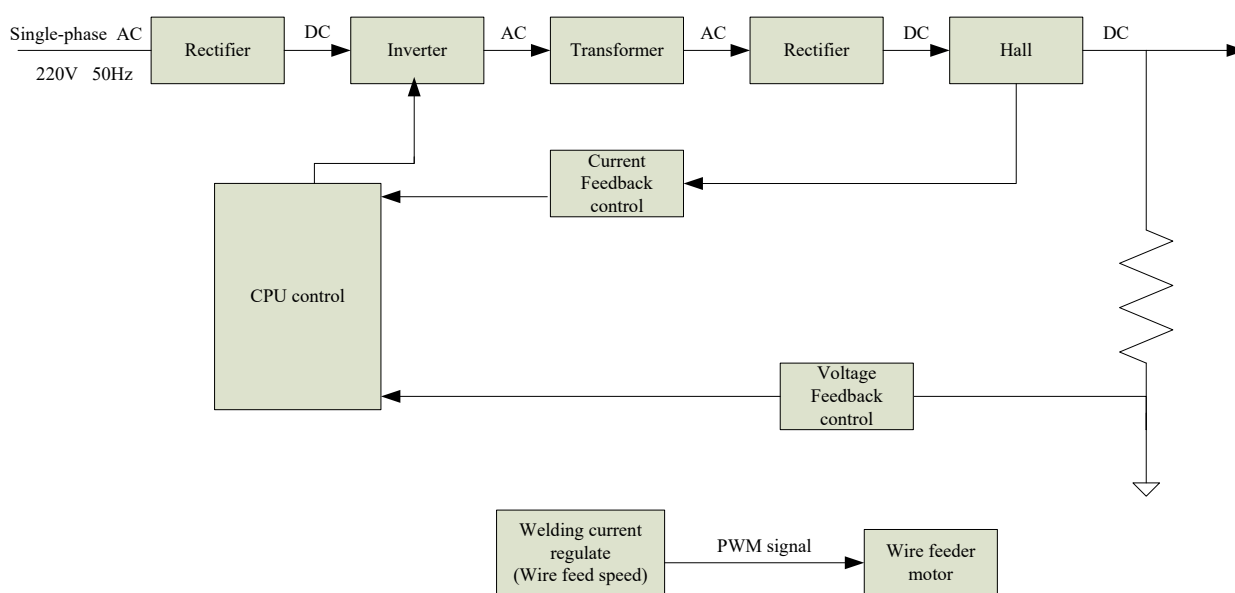 Single-phase AC
220V 50Hz
Rectifier
DC
Inverter
AC
Transformer
AC
Rectifier
DC
Hall
DC
Current
Feedback
control
CPU control
Voltage
Feedback
control
Welding current
regulate
(Wire feed speed)
PWM signal
Wire feeder
motor